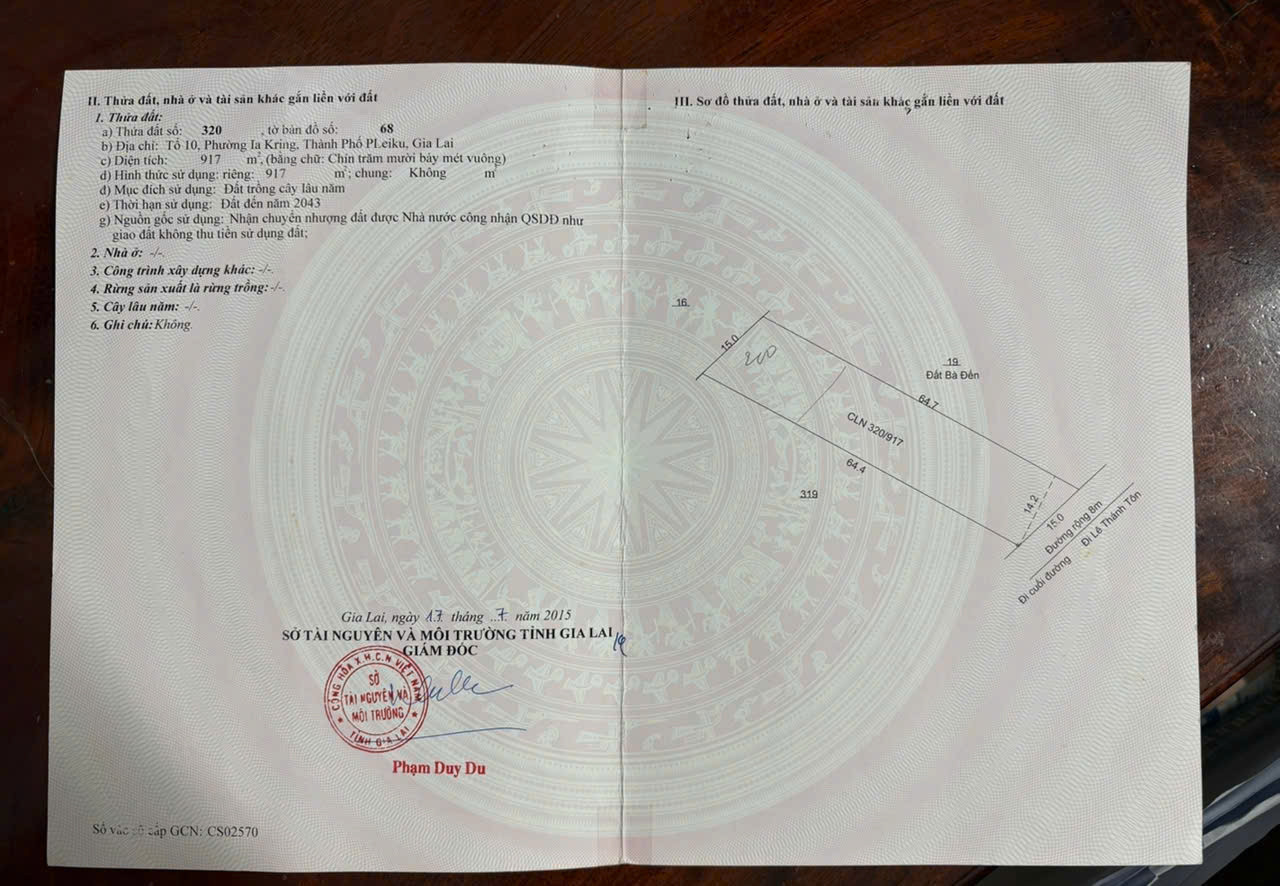 II. Thửa đất, nhà ở và tài sản khác gắn liền với đất
1. Thửa đất:
a) Thửa đất số: 320 , tờ bản đồ số: 68
b) Địa chỉ: Tổ 10, Phường Ia Kring, Thành Phố PLeiku, Gia Lai
c) Diện tích: 917 m², (bằng chữ: Chín trăm mười bảy mét vuông)
d) Hình thức sử dụng: riêng: 917 m²; chung: Không m²
đ) Mục đích sử dụng: Đất trồng cây lâu năm
e) Thời hạn sử dụng: Đất đến năm 2043
g) Nguồn gốc sử dụng: Nhận chuyển nhượng đất được Nhà nước công nhận QSDĐ như
giao đất không thu tiền sử dụng đất;
2. Nhà ở: -/-.
3. Công trình xây dựng khác: -/-.
4. Rừng sản xuất là rừng trồng: -/-.
5. Cây lâu năm: -/-.
6. Ghi chú: Không.
Gia Lai, ngày 17 tháng ..7. năm 2015
SỞ TÀI NGUYÊN VÀ MÔI TRƯỜNG TỈNH GIA LAI
GIÁM ĐỐC
CỘNG HÒA X.H.C.N VIỆT NAM
SỞ
TÀI NGUYÊN VÀ
MÔI TRƯỜNG
TỈNH GIA LAI
Phạm Duy Du
Số vào sổ cấp GCN: CS02570
III. Sơ đồ thửa đất, nhà ở và tài sản khác gắn liền với đất
16
15.0
200
19
Đất Bà Đền
64.7
CLN 320/917
64.4
319
14.2
15.0
Đường rộng 8m
Đi cuối đường
Đi Lê Thánh Tôn